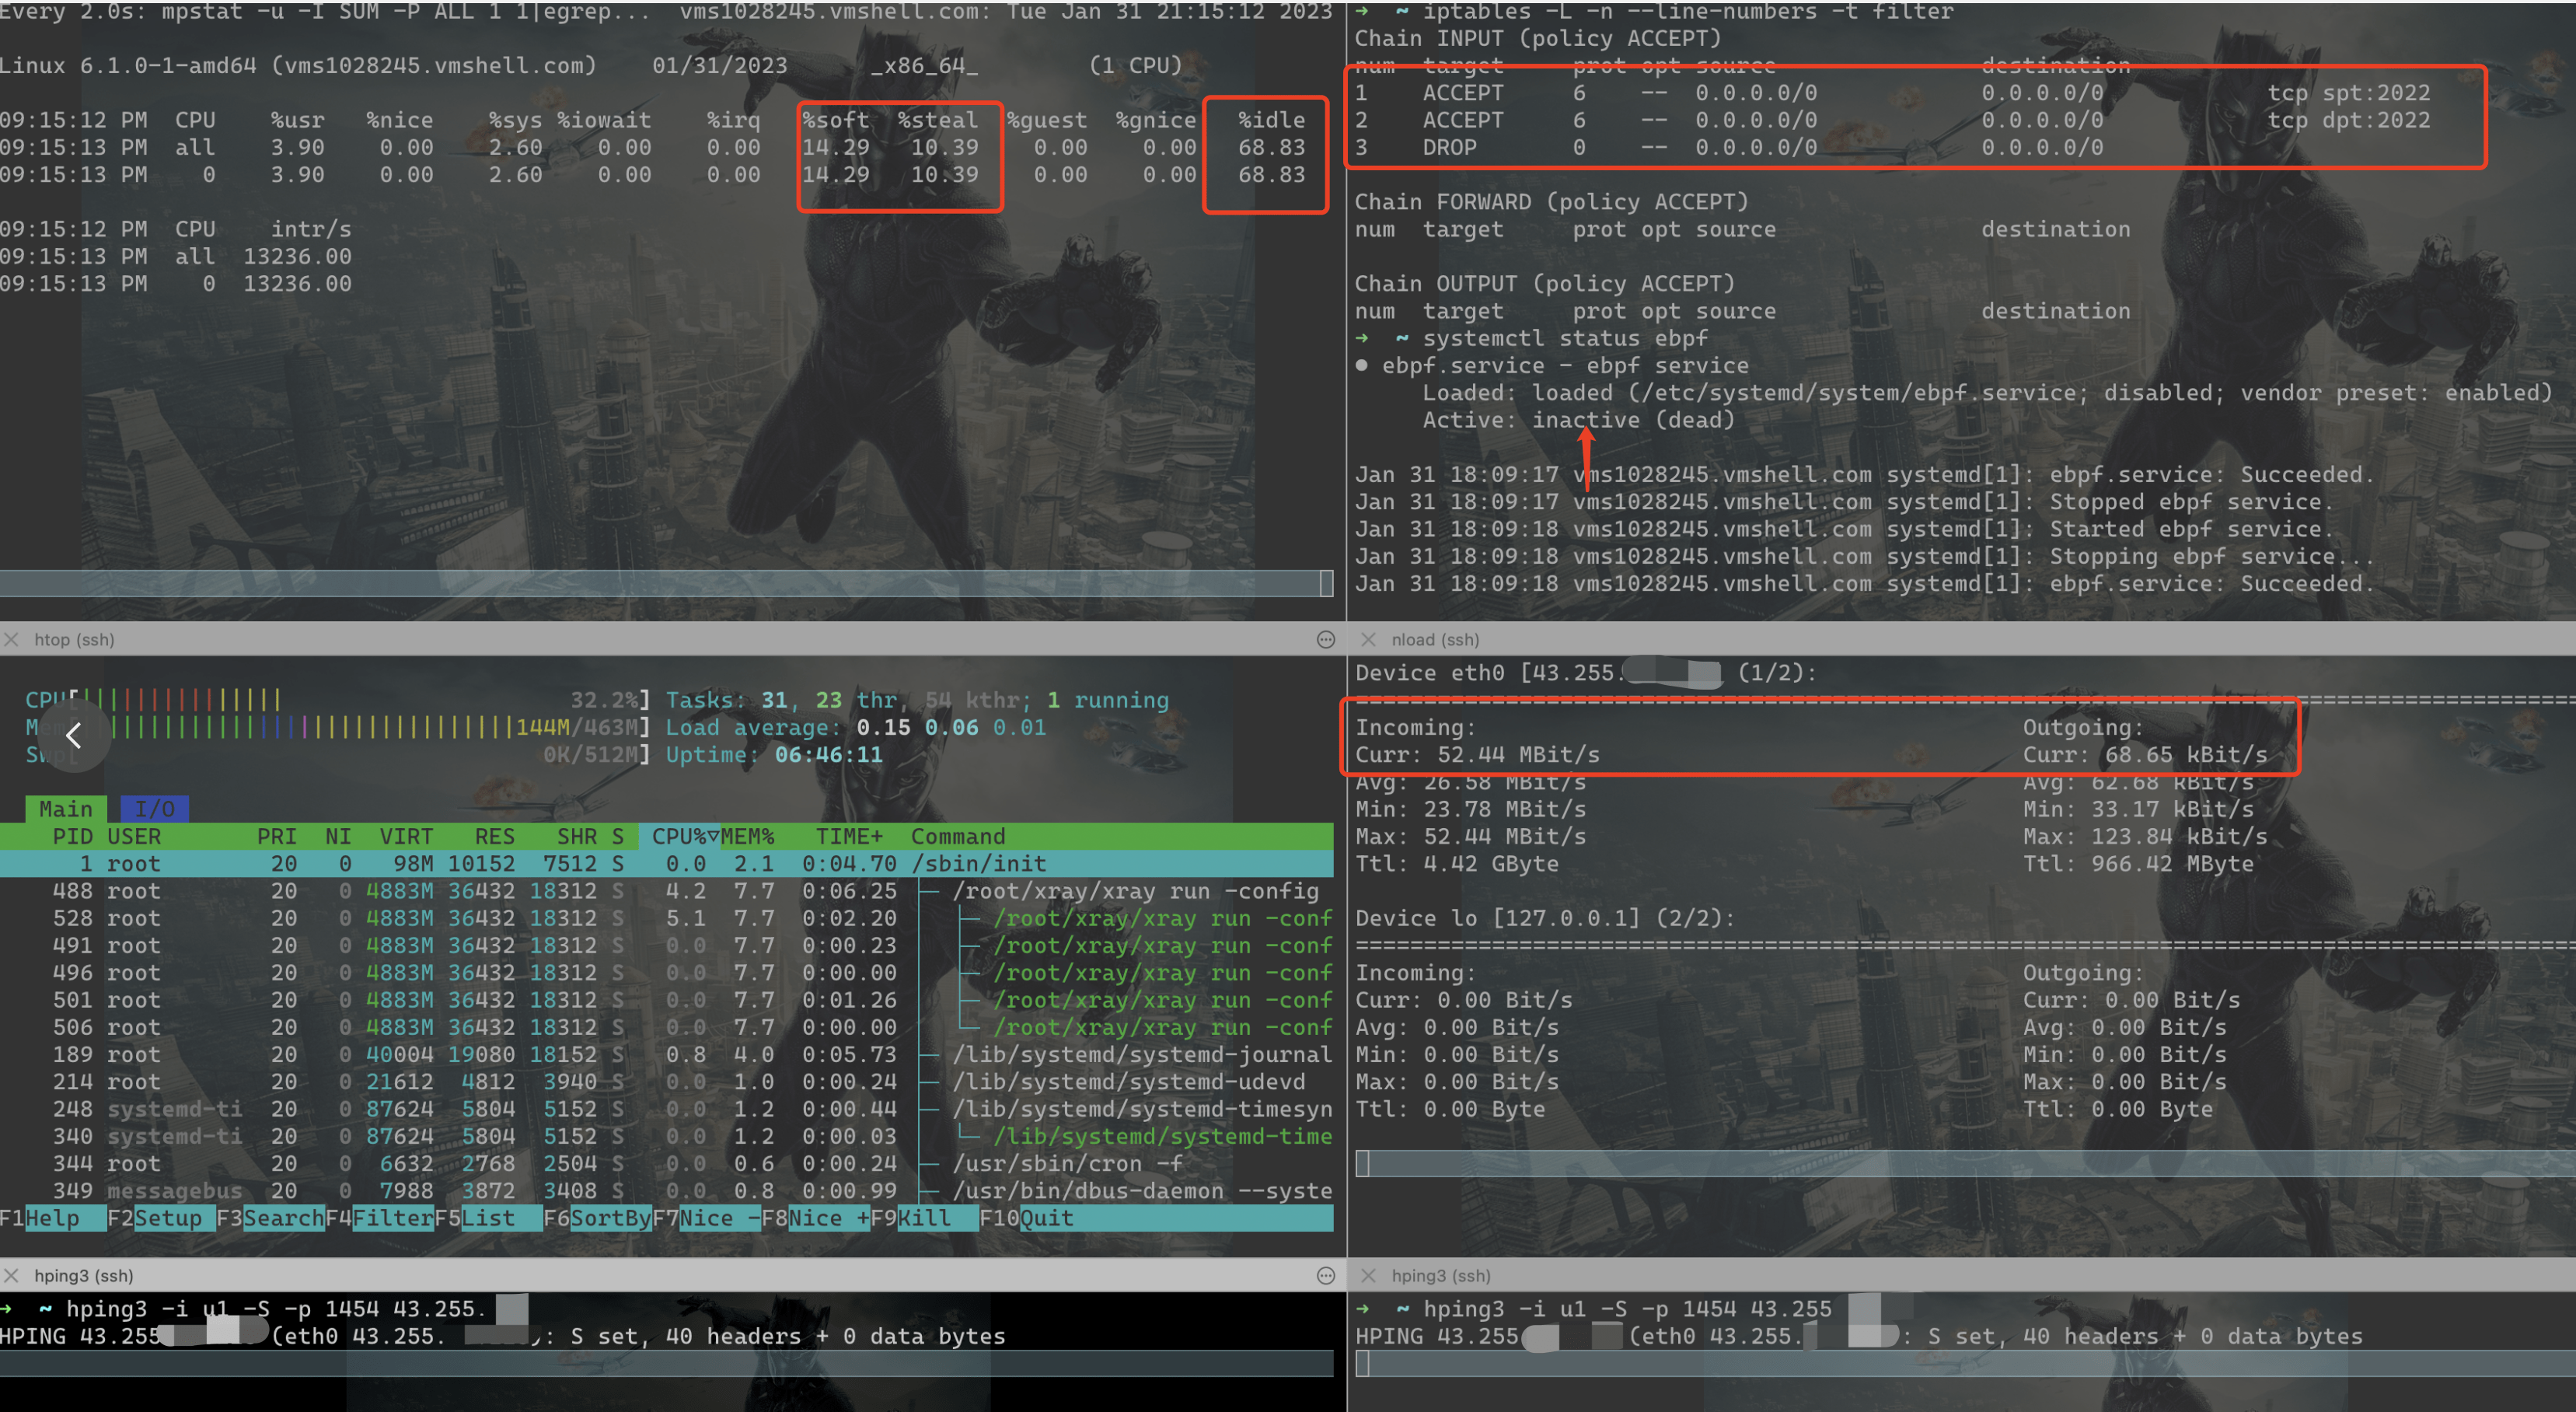 Every 2.0s: mpstat -u -I SUM -P ALL 1 1|egrep... vms1028245.vmshell.com: Tue Jan 31 21:15:12 2023
Linux 6.1.0-1-amd64 (vms1028245.vmshell.com) 01/31/2023 _x86_64_ (1 CPU)
09:15:12 PM CPU %usr %nice %sys %iowait %irq %soft %steal %guest %gnice %idle
09:15:13 PM all 3.90 0.00 2.60 0.00 0.00 14.29 10.39 0.00 0.00 68.83
09:15:13 PM 0 3.90 0.00 2.60 0.00 0.00 14.29 10.39 0.00 0.00 68.83
09:15:12 PM CPU intr/s
09:15:13 PM all 13236.00
09:15:13 PM 0 13236.00
→ ~ iptables -L -n --line-numbers -t filter
Chain INPUT (policy ACCEPT)
num target prot opt source destination
1 ACCEPT 6 -- 0.0.0.0/0 0.0.0.0/0 tcp spt:2022
2 ACCEPT 6 -- 0.0.0.0/0 0.0.0.0/0 tcp dpt:2022
3 DROP 0 -- 0.0.0.0/0 0.0.0.0/0
Chain FORWARD (policy ACCEPT)
num target prot opt source destination
Chain OUTPUT (policy ACCEPT)
num target prot opt source destination
→ ~ systemctl status ebpf
● ebpf.service - ebpf service
Loaded: loaded (/etc/systemd/system/ebpf.service; disabled; vendor preset: enabled)
Active: inactive (dead)
Jan 31 18:09:17 vms1028245.vmshell.com systemd[1]: ebpf.service: Succeeded.
Jan 31 18:09:17 vms1028245.vmshell.com systemd[1]: Stopped ebpf service.
Jan 31 18:09:18 vms1028245.vmshell.com systemd[1]: Started ebpf service.
Jan 31 18:09:18 vms1028245.vmshell.com systemd[1]: Stopping ebpf service...
Jan 31 18:09:18 vms1028245.vmshell.com systemd[1]: ebpf.service: Succeeded.
htop (ssh)
CPU[ 32.2%] Tasks: 31, 23 thr, 54 kthr; 1 running
Mem[ 144M/463M] Load average: 0.15 0.06 0.01
Swp[ 0K/512M] Uptime: 06:46:11
Main I/O
PID USER PRI NI VIRT RES SHR S CPU%▽MEM% TIME+ Command
1 root 20 0 98M 10152 7512 S 0.0 2.1 0:04.70 /sbin/init
488 root 20 0 4883M 36432 18312 S 4.2 7.7 0:06.25 /root/xray/xray run -config
528 root 20 0 4883M 36432 18312 S 5.1 7.7 0:02.20 /root/xray/xray run -conf
491 root 20 0 4883M 36432 18312 S 0.0 7.7 0:00.23 /root/xray/xray run -conf
496 root 20 0 4883M 36432 18312 S 0.0 7.7 0:00.00 /root/xray/xray run -conf
501 root 20 0 4883M 36432 18312 S 0.0 7.7 0:01.26 /root/xray/xray run -conf
506 root 20 0 4883M 36432 18312 S 0.0 7.7 0:00.00 /root/xray/xray run -conf
189 root 20 0 40004 19080 18152 S 0.8 4.0 0:05.73 /lib/systemd/systemd-journal
214 root 20 0 21612 4812 3940 S 0.0 1.0 0:00.24 /lib/systemd/systemd-udevd
248 systemd-ti 20 0 87624 5804 5152 S 0.0 1.2 0:00.44 /lib/systemd/systemd-timesyn
340 systemd-ti 20 0 87624 5804 5152 S 0.0 1.2 0:00.03 /lib/systemd/systemd-time
344 root 20 0 6632 2768 2504 S 0.0 0.6 0:00.24 /usr/sbin/cron -f
349 messagebus 20 0 7988 3872 3408 S 0.0 0.8 0:00.99 /usr/bin/dbus-daemon --syste
F1Help F2Setup F3SearchF4FilterF5List F6SortByF7Nice -F8Nice +F9Kill F10Quit
nload (ssh)
Device eth0 [43.255. (1/2):
Incoming: Outgoing:
Curr: 52.44 MBit/s Curr: 68.65 kBit/s
Avg: 26.58 MBit/s Avg: 62.68 kBit/s
Min: 23.78 MBit/s Min: 33.17 kBit/s
Max: 52.44 MBit/s Max: 123.84 kBit/s
Ttl: 4.42 GByte Ttl: 966.42 MByte
Device lo [127.0.0.1] (2/2):
Incoming: Outgoing:
Curr: 0.00 Bit/s Curr: 0.00 Bit/s
Avg: 0.00 Bit/s Avg: 0.00 Bit/s
Min: 0.00 Bit/s Min: 0.00 Bit/s
Max: 0.00 Bit/s Max: 0.00 Bit/s
Ttl: 0.00 Byte Ttl: 0.00 Byte
hping3 (ssh)
→ ~ hping3 -i u1 -S -p 1454 43.255.
HPING 43.255 (eth0 43.255. ): S set, 40 headers + 0 data bytes
hping3 (ssh)
→ ~ hping3 -i u1 -S -p 1454 43.255
HPING 43.255 (eth0 43.255. : S set, 40 headers + 0 data bytes